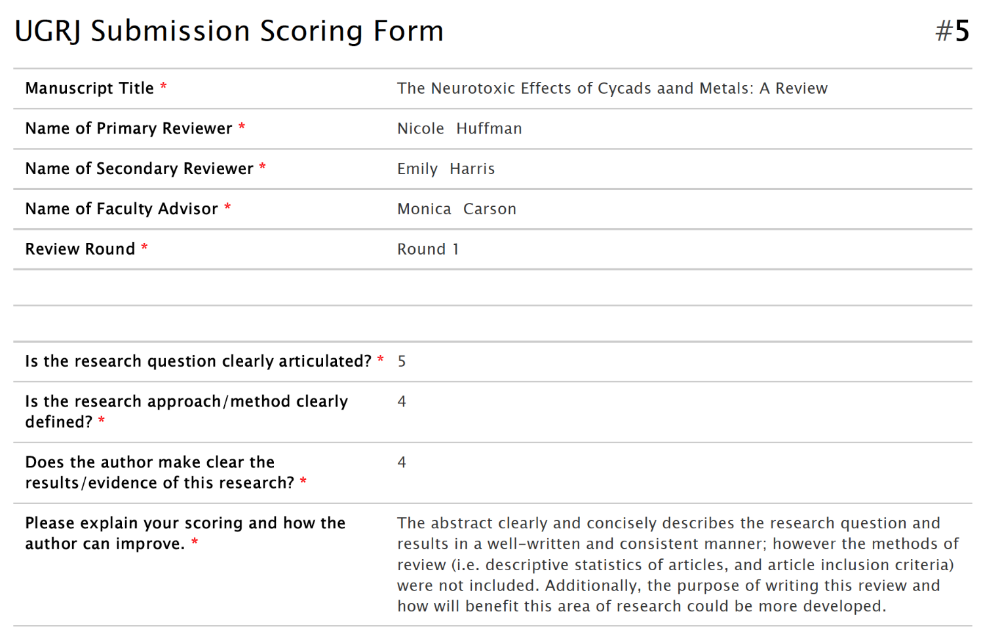 UGRJ Submission Scoring Form #5
Manuscript Title * The Neurotoxic Effects of Cycads aand Metals: A Review
Name of Primary Reviewer * Nicole Huffman
Name of Secondary Reviewer * Emily Harris
Name of Faculty Advisor * Monica Carson
Review Round * Round 1
Is the research question clearly articulated? * 5
Is the research approach/method clearly 4
defined? *
Does the author make clear the 4
results/evidence of this research? *
Please explain your scoring and how the
author can improve. *
The abstract clearly and concisely describes the research question and
results in a well-written and consistent manner; however the methods of
review (i.e. descriptive statistics of articles, and article inclusion criteria)
were not included. Additionally, the purpose of writing this review and
how will benefit this area of research could be more developed.